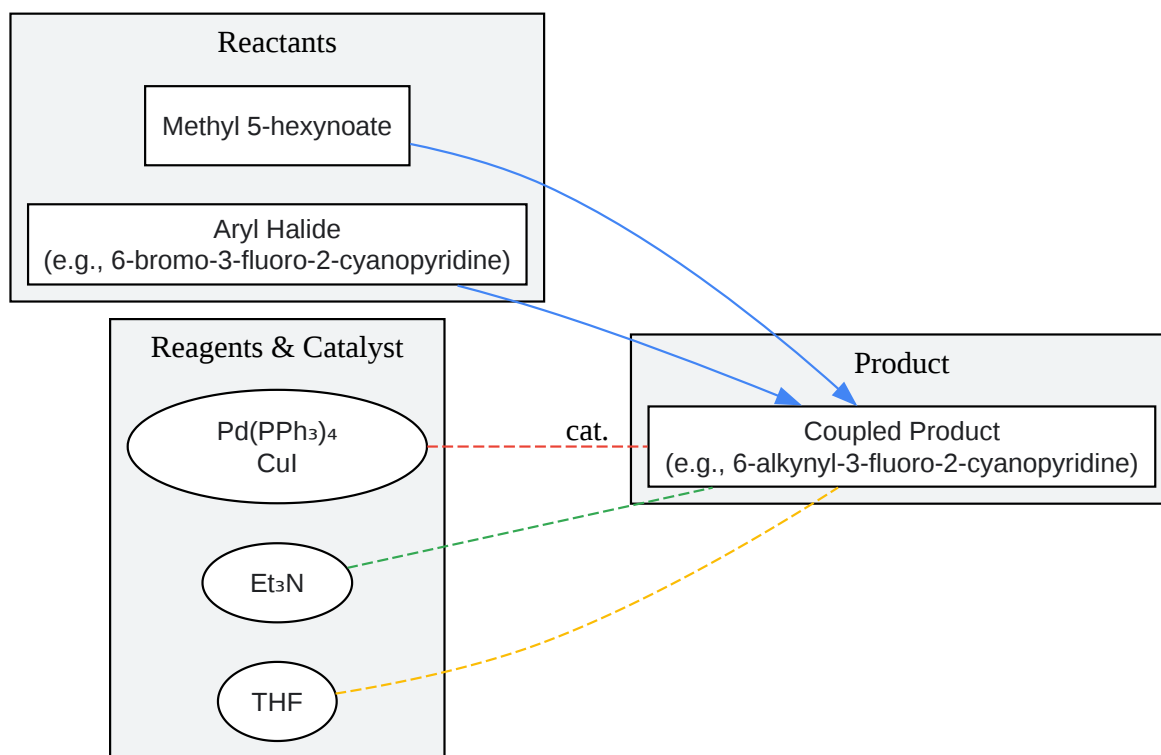 Reactants
Methyl 5-hexynoate
Aryl Halide
(e.g., 6-bromo-3-fluoro-2-cyanopyridine)
Reagents & Catalyst
Pd(PPh₃)₄
CuI
Et₃N
THF
cat.
Product
Coupled Product
(e.g., 6-alkynyl-3-fluoro-2-cyanopyridine)